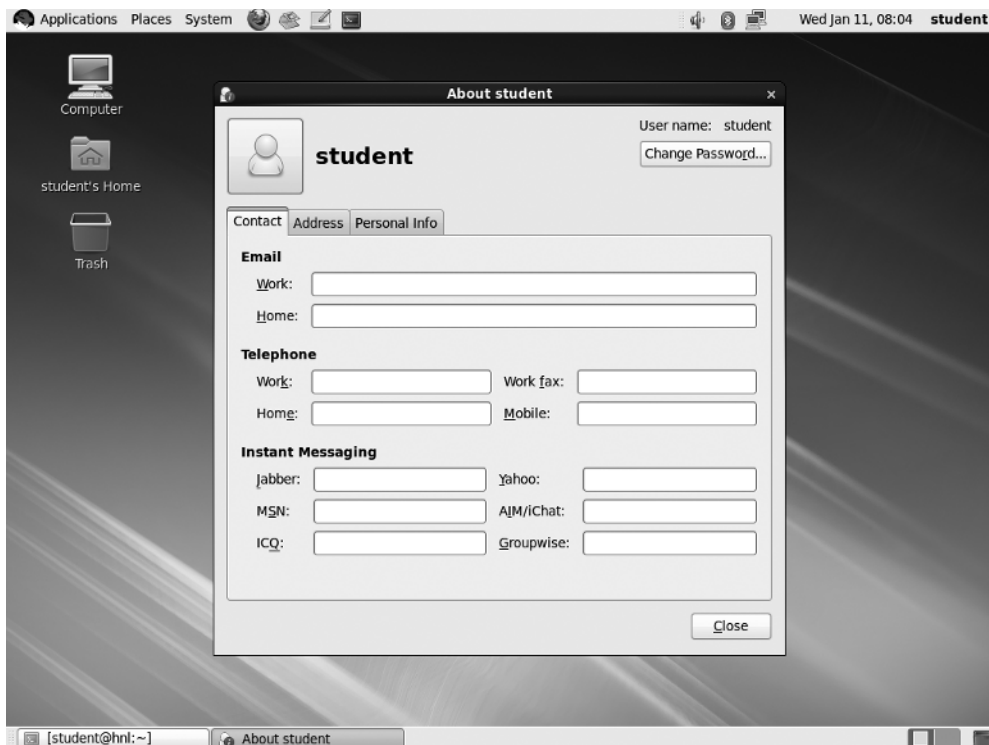 Applications Places System Wed Jan 11, 08:04 student
Computer
student's Home
Trash
About student
User name: student
student
Change Password...
Contact Address Personal Info
Email
Work:
Home:
Telephone
Work: Work fax:
Home: Mobile:
Instant Messaging
Jabber: Yahoo:
MSN: AIM/iChat:
ICQ: Groupwise:
Close
[student@hnl:~] About student